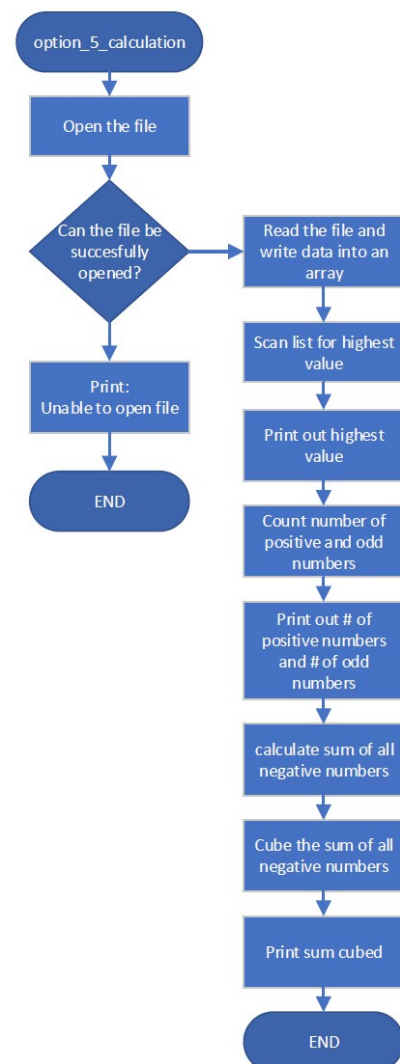 option_5_calculation
Open the file
Can the file be
succesfully
opened?
Print:
Unable to open file
END
Read the file and
write data into an
array
Scan list for highest
value
Print out highest
value
Count number of
positive and odd
numbers
Print out # of
positive numbers
and # of odd
numbers
calculate sum of all
negative numbers
Cube the sum of all
negative numbers
Print sum cubed
END